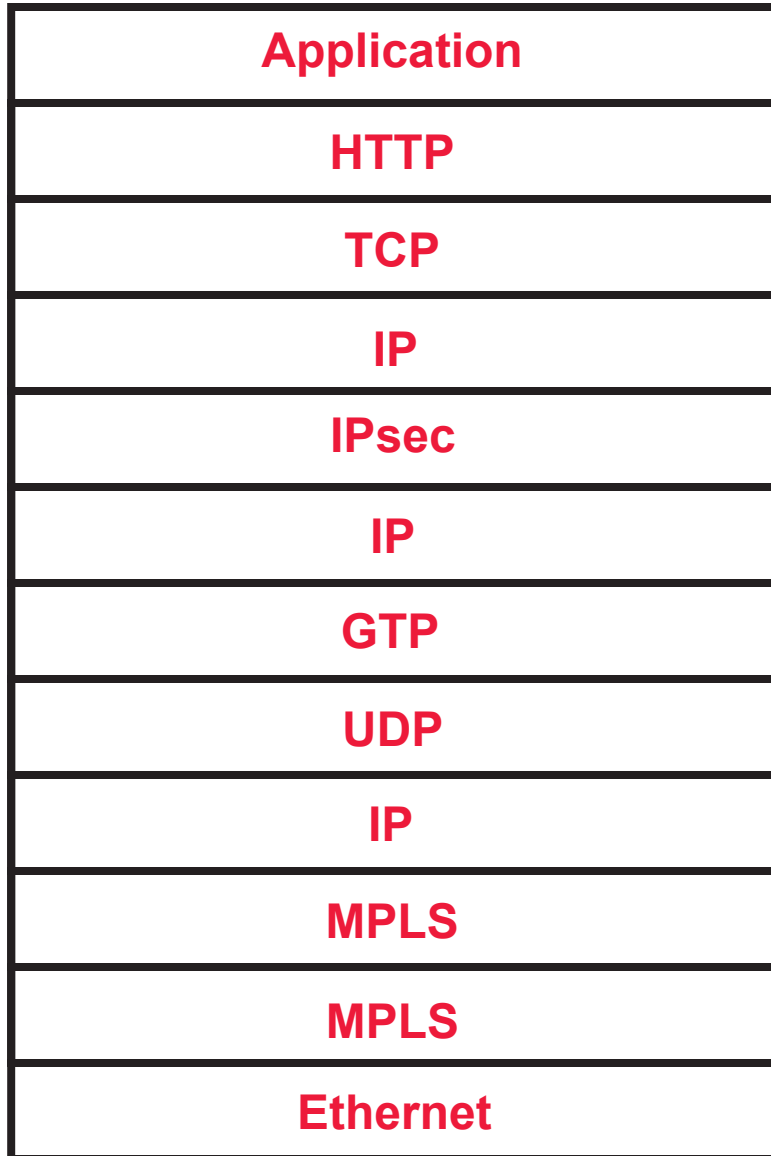 Application
HTTP
TCP
IP
IPsec
IP
GTP
UDP
IP
MPLS
MPLS
Ethernet